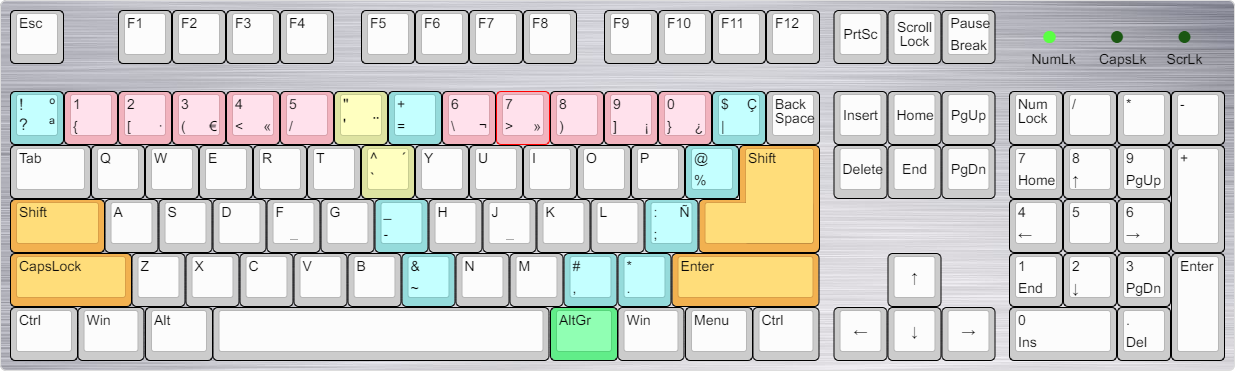 Esc F1 F2 F3 F4 F5 F6 F7 F8 F9 F10 F11 F12 PrtSc Scroll Lock Pause Break
NumLk CapsLk ScrLk
! º 1 2 3 4 5 " ¨ + 6 7 8 9 0 $ Ç Back Space Insert Home PgUp Num Lock / * -
? ª { [ · ( € < « / ' = \ ¬ > » ) ] ¡ } ¿ |
Tab Q W E R T ^ ´ Y U I O P @ Shift Delete End PgDn 7 8 9 +
` % Home ↑ PgUp
Shift A S D F G _ H J K L : Ñ 4 5 6
_ - _ ; ← →
CapsLock Z X C V B & N M # * Enter ↑ 1 2 3 Enter
~ , . End ↓ PgDn
Ctrl Win Alt AltGr Win Menu Ctrl ← ↓ → 0 .
Ins Del